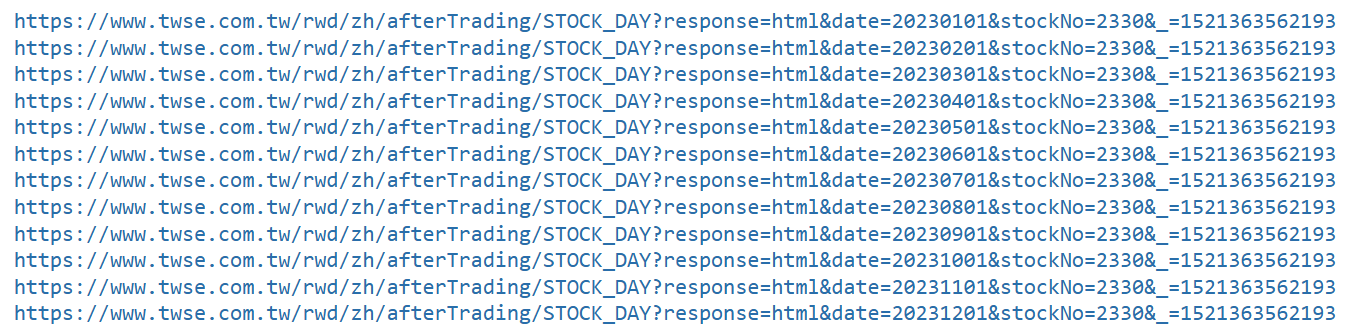 https://www.twse.com.tw/rwd/zh/afterTrading/STOCK_DAY?response=html&date=20230101&stockNo=2330&_=1521363562193
https://www.twse.com.tw/rwd/zh/afterTrading/STOCK_DAY?response=html&date=20230201&stockNo=2330&_=1521363562193
https://www.twse.com.tw/rwd/zh/afterTrading/STOCK_DAY?response=html&date=20230301&stockNo=2330&_=1521363562193
https://www.twse.com.tw/rwd/zh/afterTrading/STOCK_DAY?response=html&date=20230401&stockNo=2330&_=1521363562193
https://www.twse.com.tw/rwd/zh/afterTrading/STOCK_DAY?response=html&date=20230501&stockNo=2330&_=1521363562193
https://www.twse.com.tw/rwd/zh/afterTrading/STOCK_DAY?response=html&date=20230601&stockNo=2330&_=1521363562193
https://www.twse.com.tw/rwd/zh/afterTrading/STOCK_DAY?response=html&date=20230701&stockNo=2330&_=1521363562193
https://www.twse.com.tw/rwd/zh/afterTrading/STOCK_DAY?response=html&date=20230801&stockNo=2330&_=1521363562193
https://www.twse.com.tw/rwd/zh/afterTrading/STOCK_DAY?response=html&date=20230901&stockNo=2330&_=1521363562193
https://www.twse.com.tw/rwd/zh/afterTrading/STOCK_DAY?response=html&date=20231001&stockNo=2330&_=1521363562193
https://www.twse.com.tw/rwd/zh/afterTrading/STOCK_DAY?response=html&date=20231101&stockNo=2330&_=1521363562193
https://www.twse.com.tw/rwd/zh/afterTrading/STOCK_DAY?response=html&date=20231201&stockNo=2330&_=1521363562193